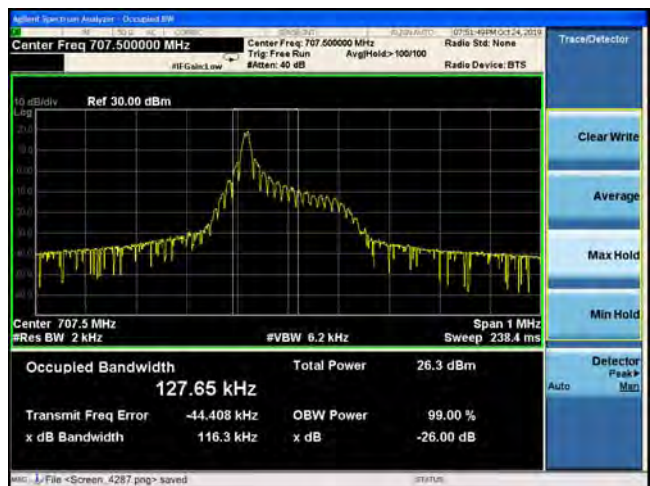 Agilent Spectrum Analyzer - Occupied BW
07:51:49PM Oct 24, 2019
Center Freq 707.500000 MHz
Center Freq: 707.500000 MHz
Radio Std: None
Trig: Free Run
Avg|Hold:> 100/100
#IFGain:Low
#Atten: 40 dB
Radio Device: BTS
10 dB/div
Ref 30.00 dBm
Log
Center 707.5 MHz
Span 1 MHz
#Res BW 2 kHz
#VBW 6.2 kHz
Sweep 238.4 ms
Occupied Bandwidth
Total Power
26.3 dBm
127.65 kHz
Transmit Freq Error
-44.408 kHz
OBW Power
99.00 %
x dB Bandwidth
116.3 kHz
x dB
-26.00 dB
MSG
File <Screen_4287.png> saved
STATUS
Trace/Detector
Clear Write
Average
Max Hold
Min Hold
Detector
Peak▶
Auto
Man